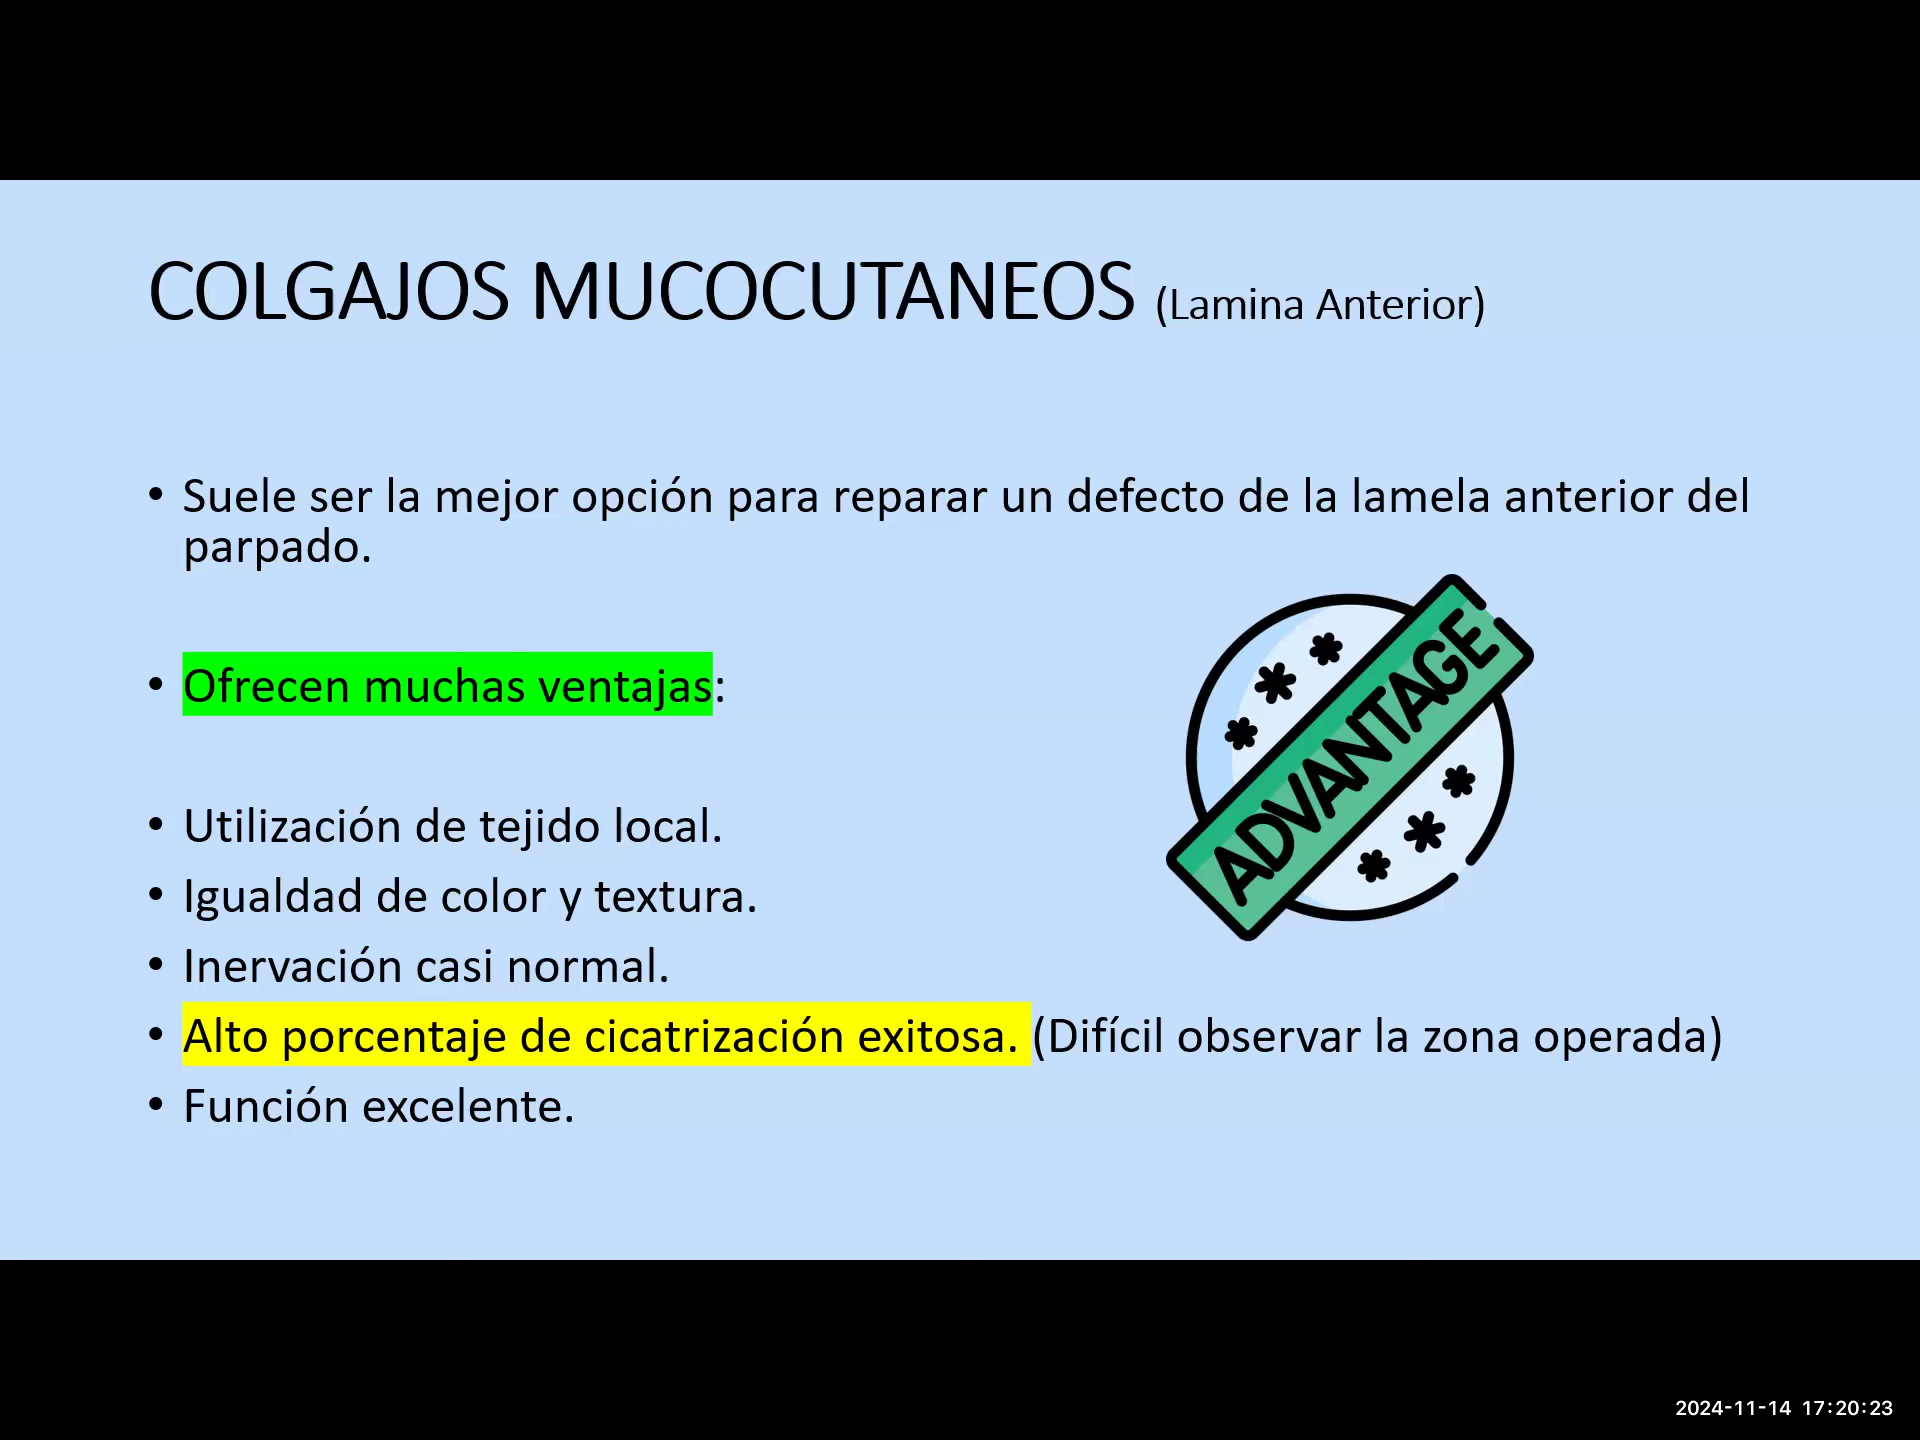 COLGAJOS MUCOCUTANEOS (Lamina Anterior)
• Suele ser la mejor opción para reparar un defecto de la lamela anterior del
parpado.
• Ofrecen muchas ventajas:
ADVANTAGE
• Utilización de tejido local.
• Igualdad de color y textura.
• Inervación casi normal.
• Alto porcentaje de cicatrización exitosa. (Difícil observar la zona operada)
• Función excelente.
2024-11-14 17:20:23